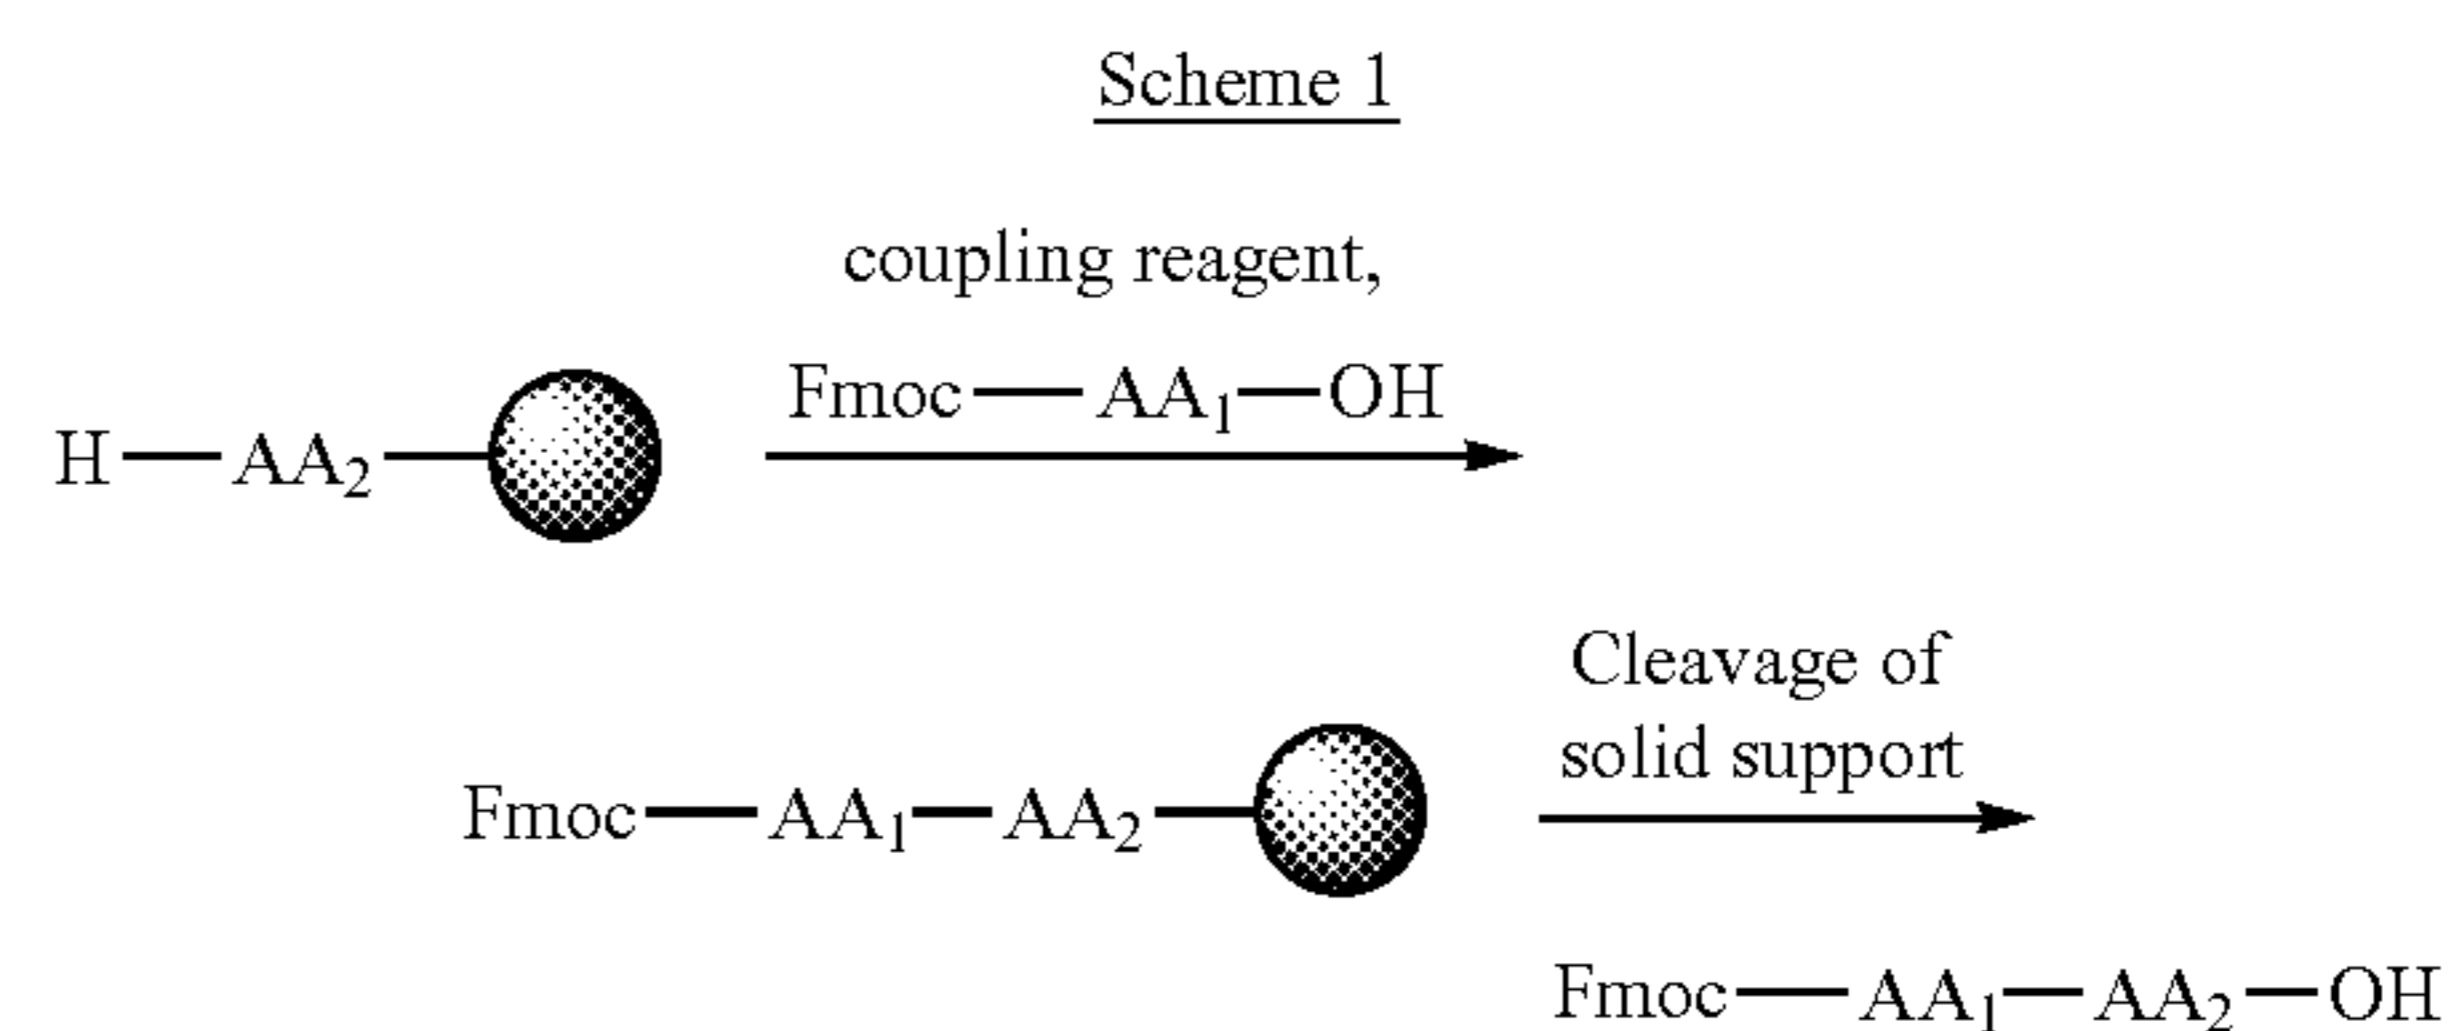 Scheme 1
coupling reagent,
Fmoc—AA₁—OH
H—AA₂—
Fmoc—AA₁—AA₂—
Cleavage of
solid support
Fmoc—AA₁—AA₂—OH